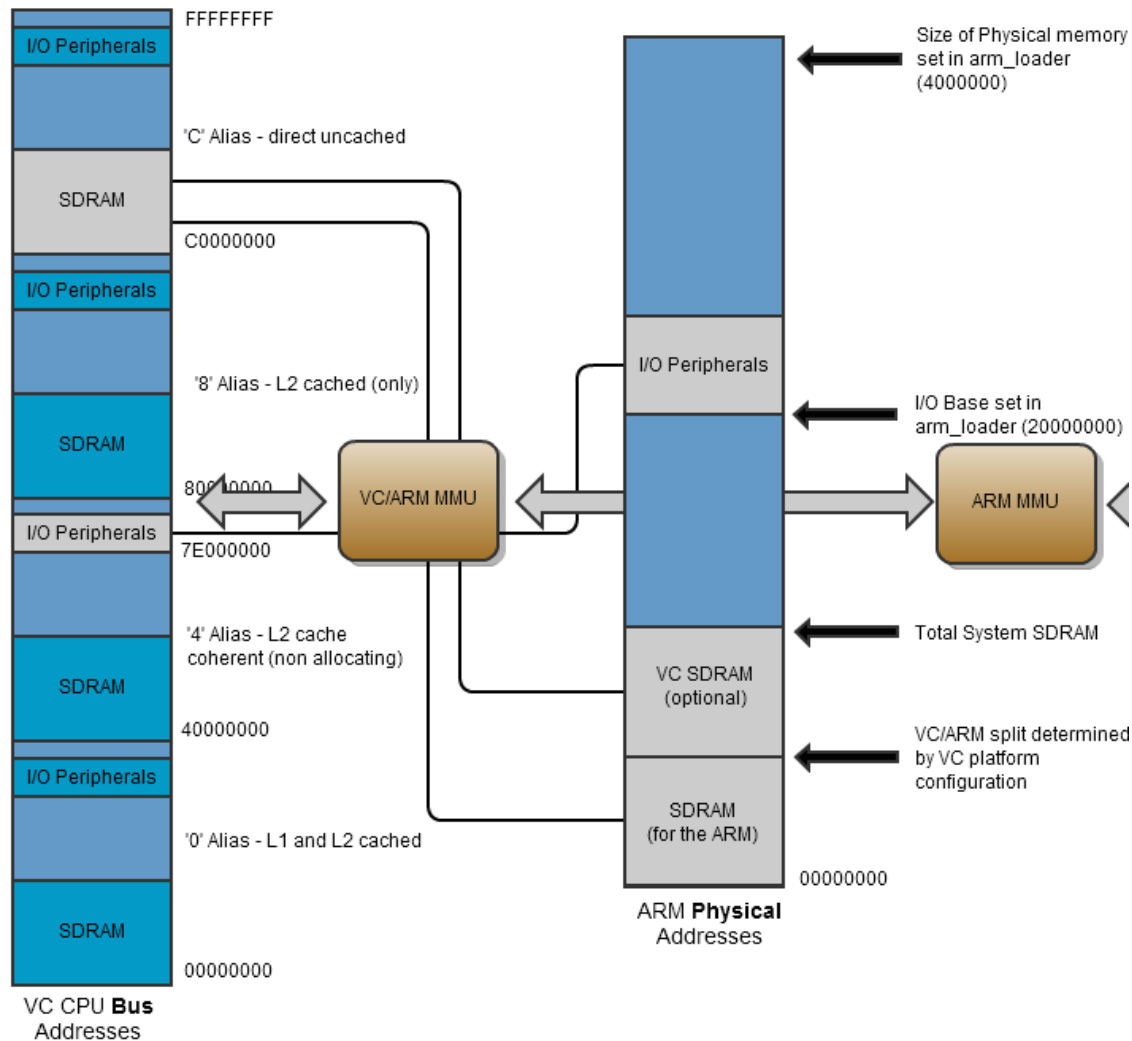 FFFFFFFF
I/O Peripherals
'C' Alias - direct uncached
SDRAM
C0000000
I/O Peripherals
'8' Alias - L2 cached (only)
SDRAM
80000000
I/O Peripherals
7E000000
'4' Alias - L2 cache
coherent (non allocating)
SDRAM
40000000
I/O Peripherals
'0' Alias - L1 and L2 cached
SDRAM
00000000
VC CPU Bus
Addresses
VC/ARM MMU
I/O Peripherals
VC SDRAM
(optional)
SDRAM
(for the ARM)
00000000
ARM Physical
Addresses
Size of Physical memory
set in arm_loader
(4000000)
I/O Base set in
arm_loader (20000000)
ARM MMU
Total System SDRAM
VC/ARM split determined
by VC platform
configuration